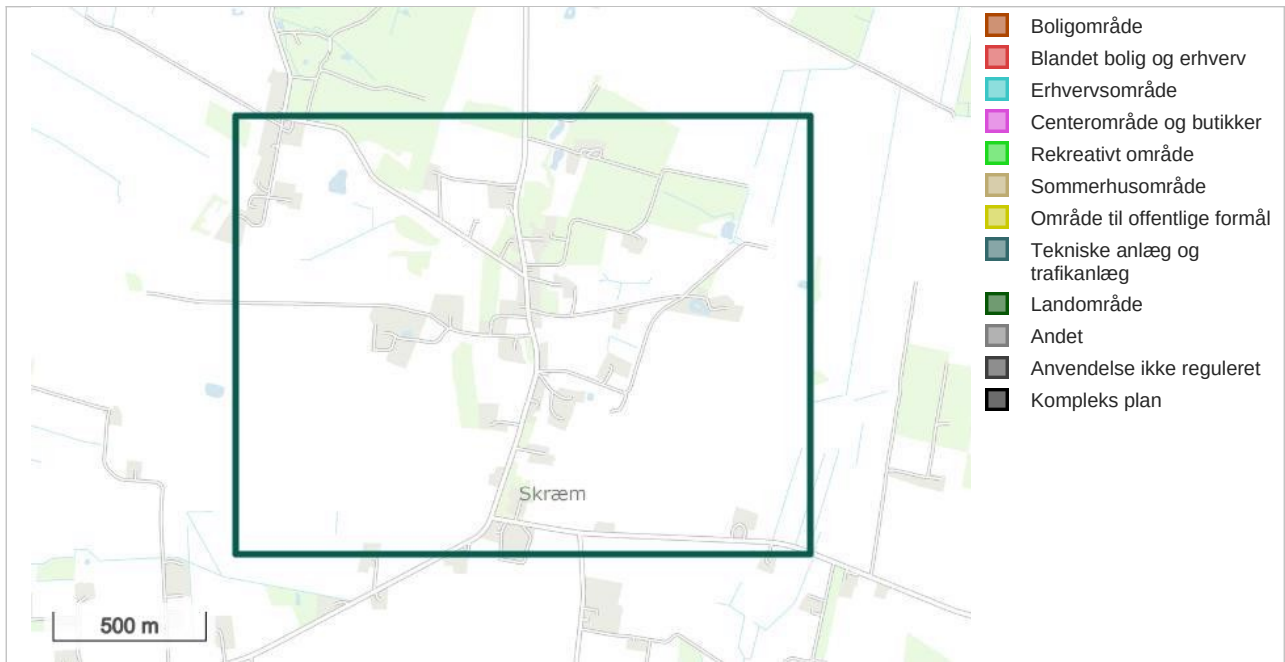 Skræm
500 m
Boligområde
Blandet bolig og erhverv
Erhvervsområde
Centerområde og butikker
Rekreativt område
Sommerhusområde
Område til offentlige formål
Tekniske anlæg og
trafikanlæg
Landområde
Andet
Anvendelse ikke reguleret
Kompleks plan